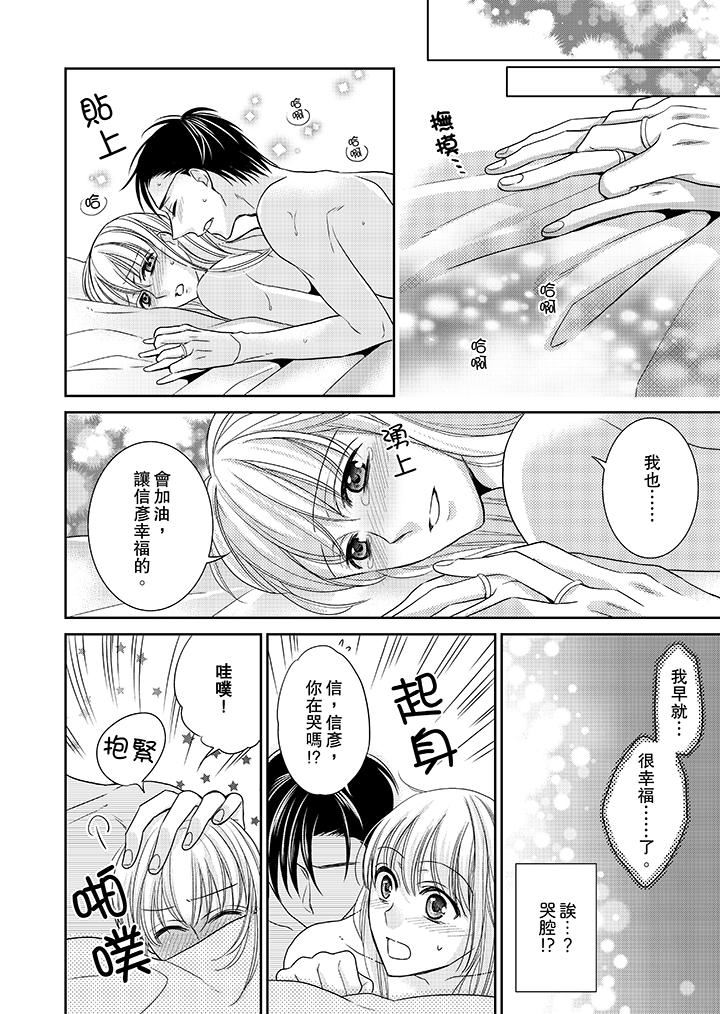 撫摸…
哈啊
哈啊
貼上
哈啊
哈啊
哈
我也……
湧上
會加油，
讓信彥幸福的。
我早就…
很幸福……了。
誒…？
哭腔!?
起身
信，信彥，
你在哭嗎!?
哇噗！
抱緊
啪噗